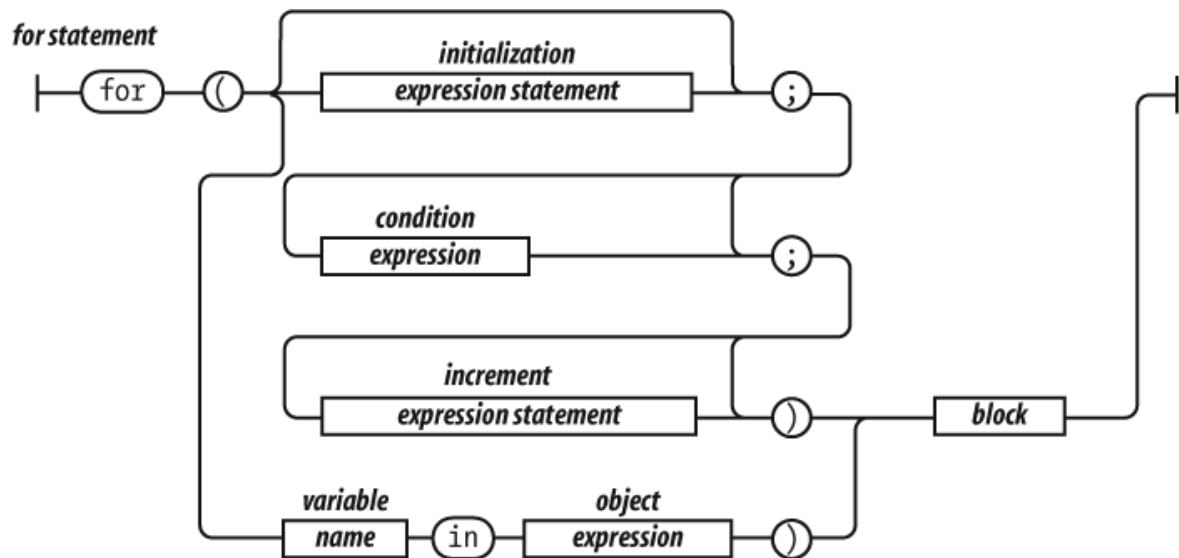 for statement
initialization
for ( expression statement ;
condition
expression ;
increment
expression statement ) block
variable object
name in expression )